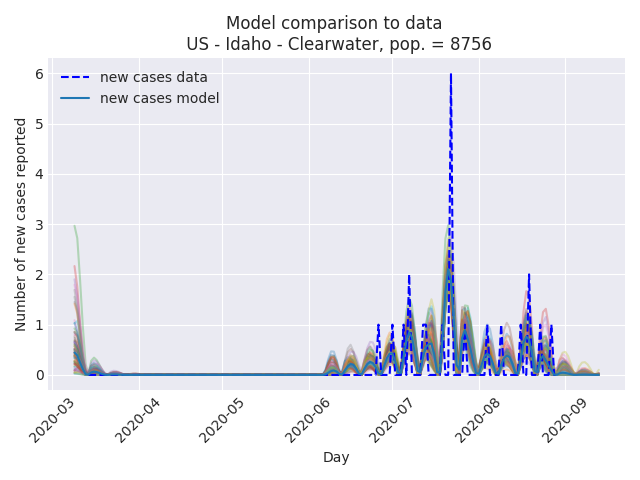 Model comparison to data
US - Idaho - Clearwater, pop. = 8756
new cases data
new cases model
Number of new cases reported
6
5
4
3
2
1
0
2020-03
2020-04
2020-05
2020-06
2020-07
2020-08
2020-09
Day